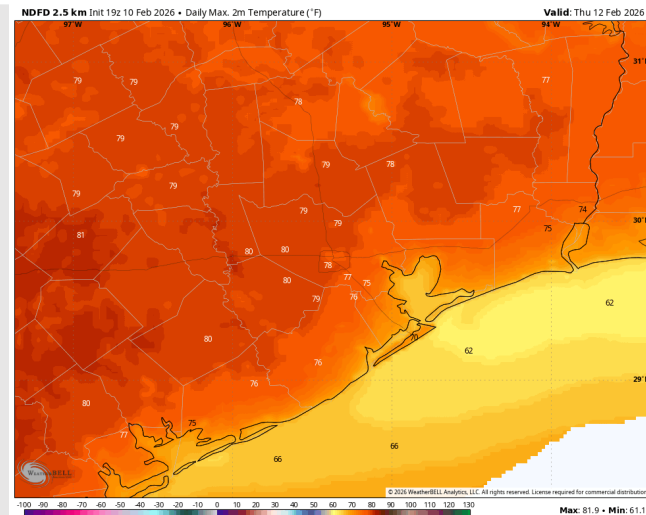 NDFD 2.5 km Init 19z 10 Feb 2026 • Daily Max. 2m Temperature (°F) Valid: Thu 12 Feb 2026
97°W 96°W 95°W 94°W
31°
79 79 77
78
79 79
79 78
79 79
77 74
79 79 75
30°
81
80 80
78
80 77 75
79 76
62
80 70
62
76
29°
76
80
75
77
66 66
WeatherBELL
© 2026 WeatherBELL Analytics, LLC. All rights reserved. License required for commercial distribution
-100 -90 -80 -70 -60 -50 -40 -30 -20 -10 0 10 20 30 40 50 60 70 80 90 100 110 120 130
Max: 81.9 • Min: 61.1